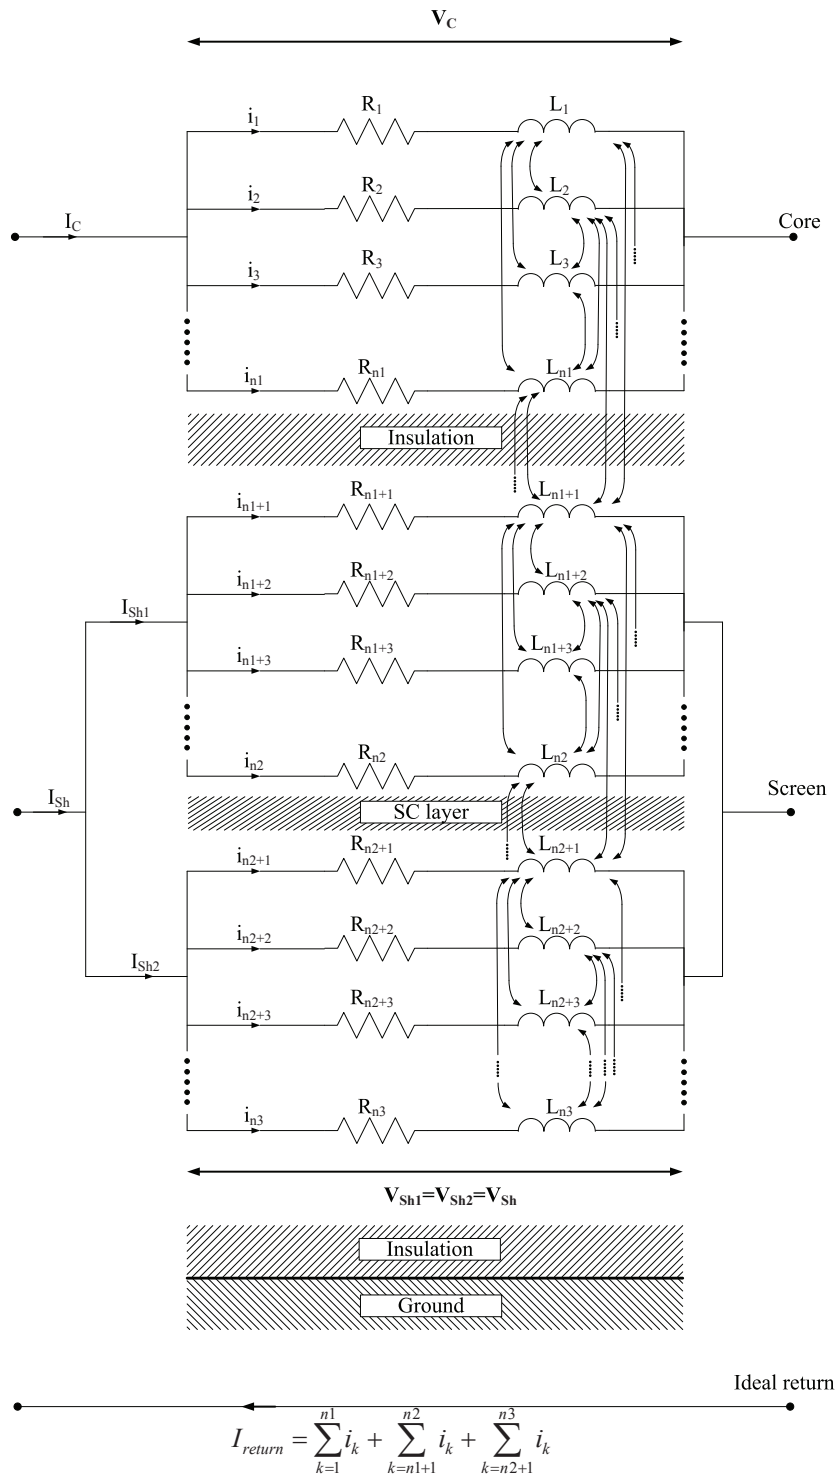 V_C
i_1 R_1 L_1
i_2 R_2 L_2
I_C Core
i_3 R_3 L_3
i_n1 R_n1 L_n1
Insulation
i_n1+1 R_n1+1 L_n1+1
i_n1+2 R_n1+2 L_n1+2
I_Sh1
i_n1+3 R_n1+3 L_n1+3
i_n2 R_n2 L_n2
I_Sh Screen
SC layer
i_n2+1 R_n2+1 L_n2+1
i_n2+2 R_n2+2 L_n2+2
I_Sh2
i_n2+3 R_n2+3 L_n2+3
i_n3 R_n3 L_n3
V_Sh1=V_Sh2=V_Sh
Insulation
Ground
Ideal return
I_return = ∑_{k=1}^{n1} i_k + ∑_{k=n1+1}^{n2} i_k + ∑_{k=n2+1}^{n3} i_k